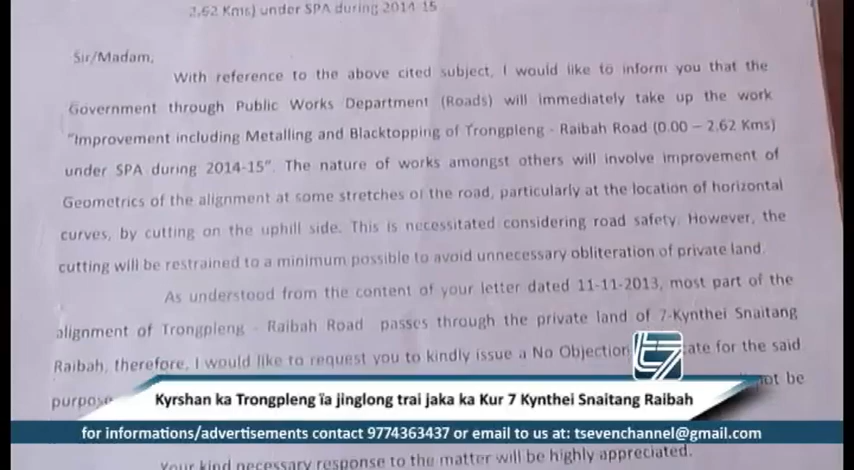 2.62 Kms) under SPA during 2014-15
Sir/Madam,
With reference to the above cited subject, I would like to inform you that the
Government through Public Works Department (Roads) will immediately take up the work
"Improvement including Metalling and Blacktopping of Trongpleng - Raibah Road (0.00 – 2.62 Kms)
under SPA during 2014-15". The nature of works amongst others will involve improvement of
Geometrics of the alignment at some stretches of the road, particularly at the location of horizontal
curves, by cutting on the uphill side. This is necessitated considering road safety. However, the
cutting will be restrained to a minimum possible to avoid unnecessary obliteration of private land.
As understood from the content of your letter dated 11-11-2013, most part of the
alignment of Trongpleng - Raibah Road passes through the private land of 7-Kynthei Snaitang
Raibah, therefore, I would like to request you to kindly issue a No Objection for the said
purpose not be
Kyrshan ka Trongpleng ïa jinglong trai jaka ka Kur 7 Kynthei Snaitang Raibah
for informations/advertisements contact 9774363437 or email to us at: tsevenchannel@gmail.com
Your kind necessary response to the matter will be highly appreciated.